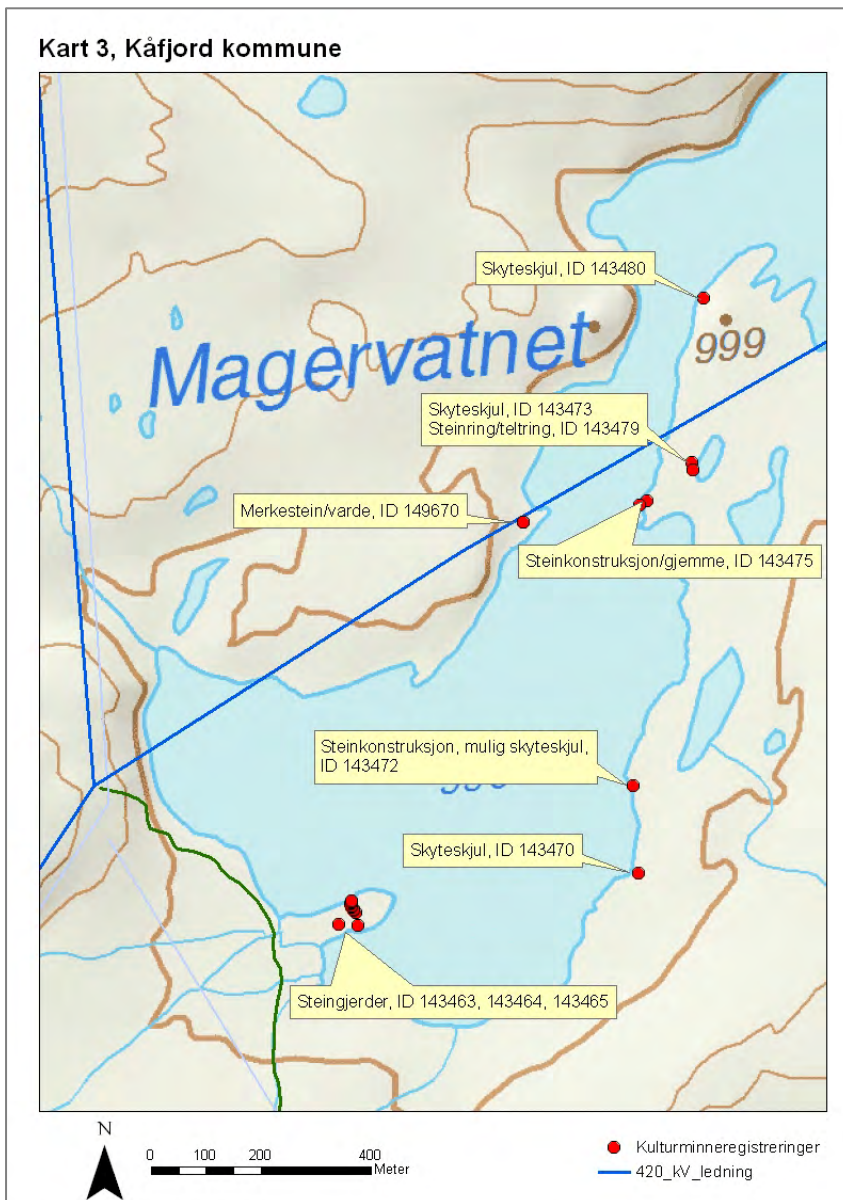 Kart 3, Kåfjord kommune
Skyteskjul, ID 143480
999
Magervatnet
Skyteskjul, ID 143473
Steinring/teltring, ID 143479
Merkestein/varde, ID 149670
Steinkonstruksjon/gjemme, ID 143475
Steinkonstruksjon, mulig skyteskjul,
ID 143472
Skyteskjul, ID 143470
Steingjerder, ID 143463, 143464, 143465
N
0 100 200 400
Meter
Kulturminneregistreringer
420_kV_ledning